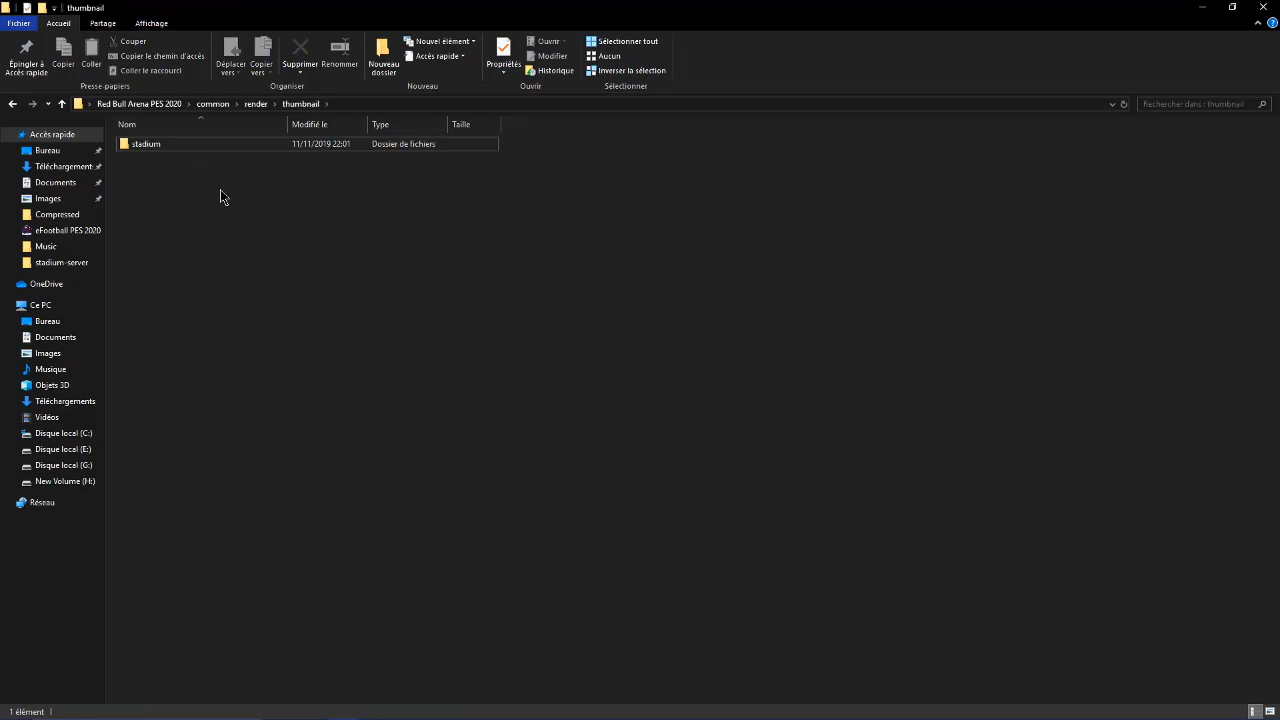 thumbnail
Fichier Accueil Partage Affichage
Épingler à Accès rapide
Copier
Coller
Couper
Copier le chemin d'accès
Coller le raccourci
Presse-papiers
Déplacer vers
Copier vers
Supprimer
Renommer
Organiser
Nouveau dossier
Nouvel élément
Accès rapide
Nouveau
Propriétés
Ouvrir
Modifier
Historique
Ouvrir
Sélectionner tout
Aucun
Inverser la sélection
Sélectionner
Red Bull Arena PES 2020 > common > render > thumbnail >
Rechercher dans : thumbnail
Nom Modifié le Type Taille
stadium 11/11/2019 22:01 Dossier de fichiers
Accès rapide
Bureau
Téléchargement
Documents
Images
Compressed
eFootball PES 2020
Music
stadium-server
OneDrive
Ce PC
Bureau
Documents
Images
Musique
Objets 3D
Téléchargements
Vidéos
Disque local (C:)
Disque local (E:)
Disque local (G:)
New Volume (H:)
Réseau
1 élément